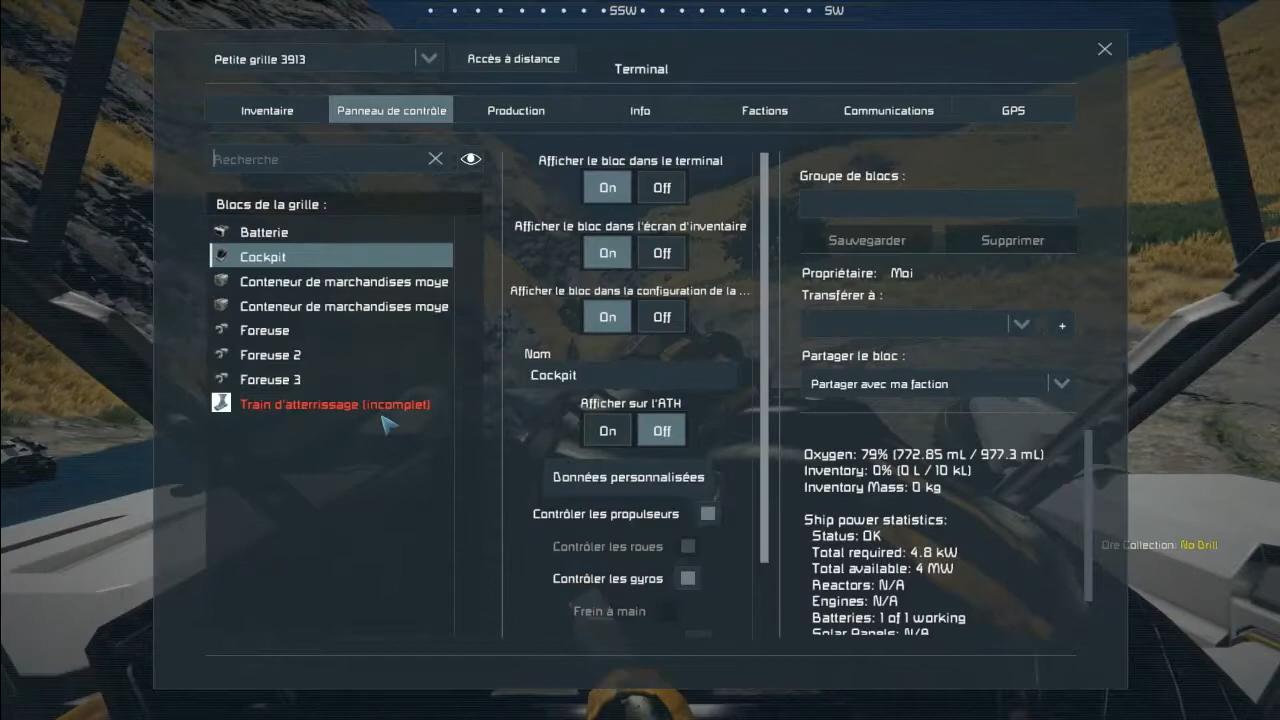 SSW SW
Petite grille 3913
Accès à distance
Terminal
Inventaire
Panneau de contrôle
Production
Info
Factions
Communications
GPS
Recherche
Blocs de la grille :
Batterie
Cockpit
Conteneur de marchandises moye
Conteneur de marchandises moye
Foreuse
Foreuse 2
Foreuse 3
Train d'atterrissage (incomplet)
Afficher le bloc dans le terminal
On Off
Afficher le bloc dans l'écran d'inventaire
On Off
Afficher le bloc dans la configuration de la ...
On Off
Nom
Cockpit
Afficher sur l'ATH
On Off
Données personnalisées
Contrôler les propulseurs
Contrôler les roues
Contrôler les gyros
Frein à main
Groupe de blocs :
Sauvegarder Supprimer
Propriétaire: Moi
Transférer à :
+
Partager le bloc :
Partager avec ma faction
Oxygen: 79% (772.85 mL / 977.3 mL)
Inventory: 0% (0 L / 10 kL)
Inventory Mass: 0 kg
Ship power statistics:
Status: OK
Total required: 4.8 kW
Total available: 4 MW
Reactors: N/A
Engines: N/A
Batteries: 1 of 1 working
Solar Panels: N/A
Ore Collection: No Drill